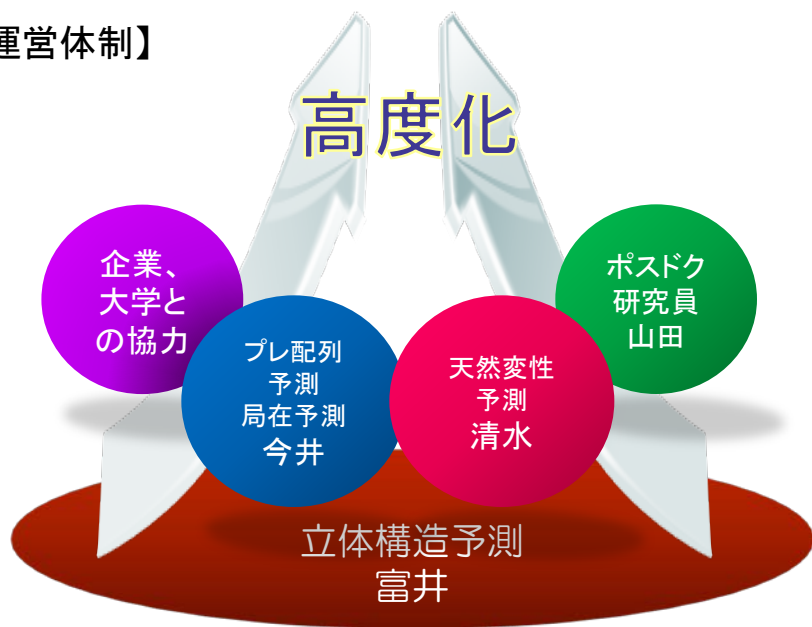 運営体制】
高度化
企業、
大学と
の協力
プレ配列
予測
局在予測
今井
天然変性
予測
清水
ポスドク
研究員
山田
立体構造予測
富井